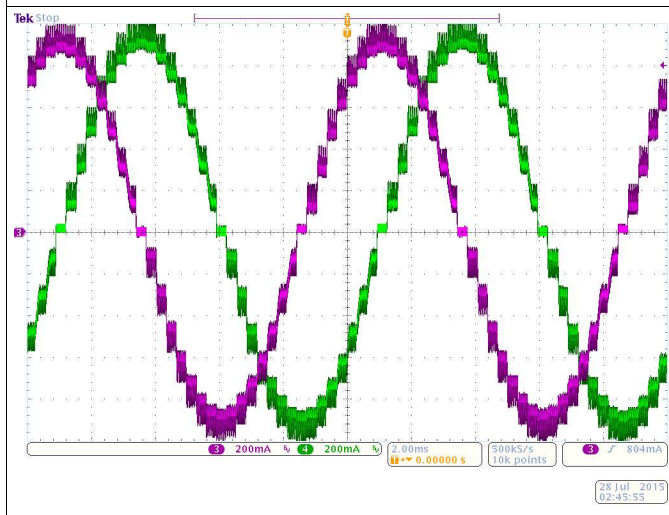 Tek Stop
T
T
3
3 200mA 4 200mA 2.00ms 500kS/s 3 804mA
T 0.00000 s 10k points
28 Jul 2015
02:45:55